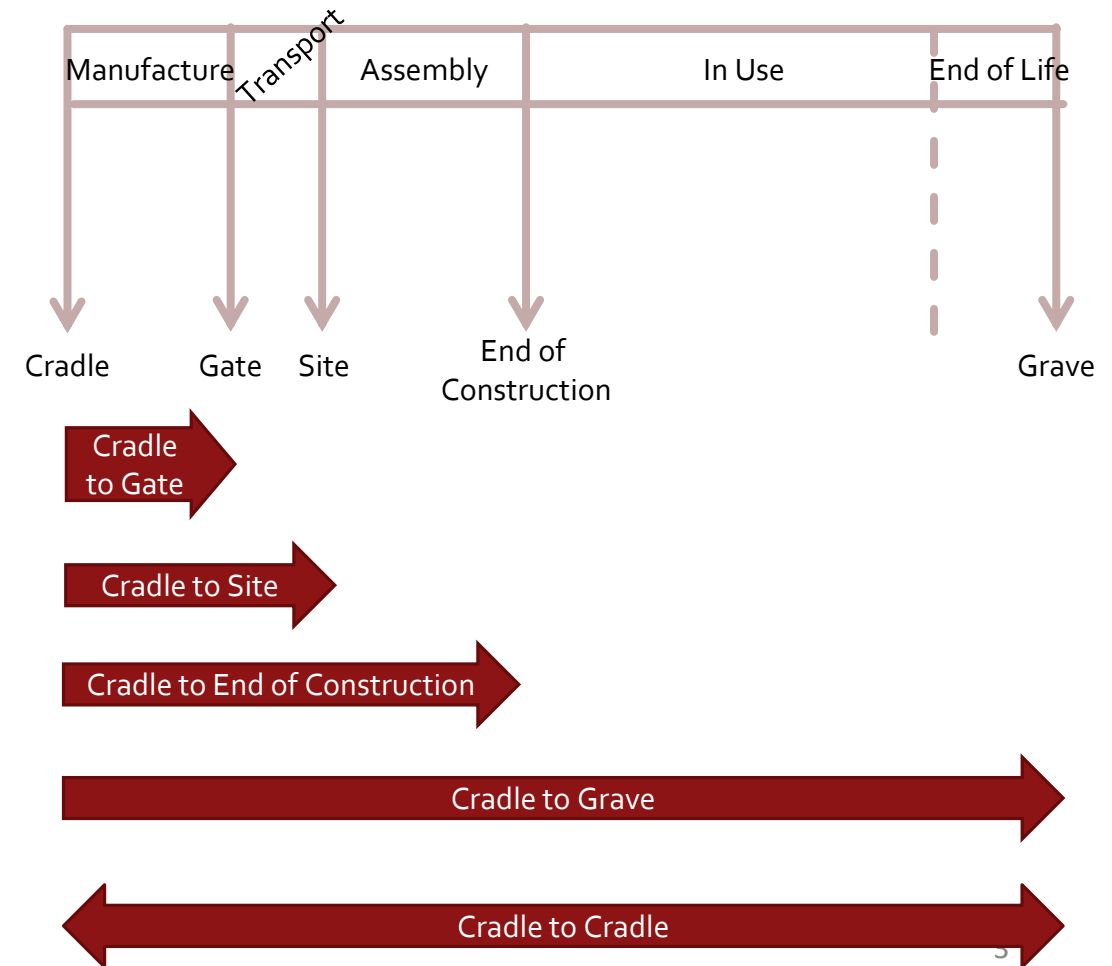 Manufacture
Transport
Assembly
In Use
End of Life
Cradle
Gate
Site
End of
Construction
Grave
Cradle
to Gate
Cradle to Site
Cradle to End of Construction
Cradle to Grave
Cradle to Cradle